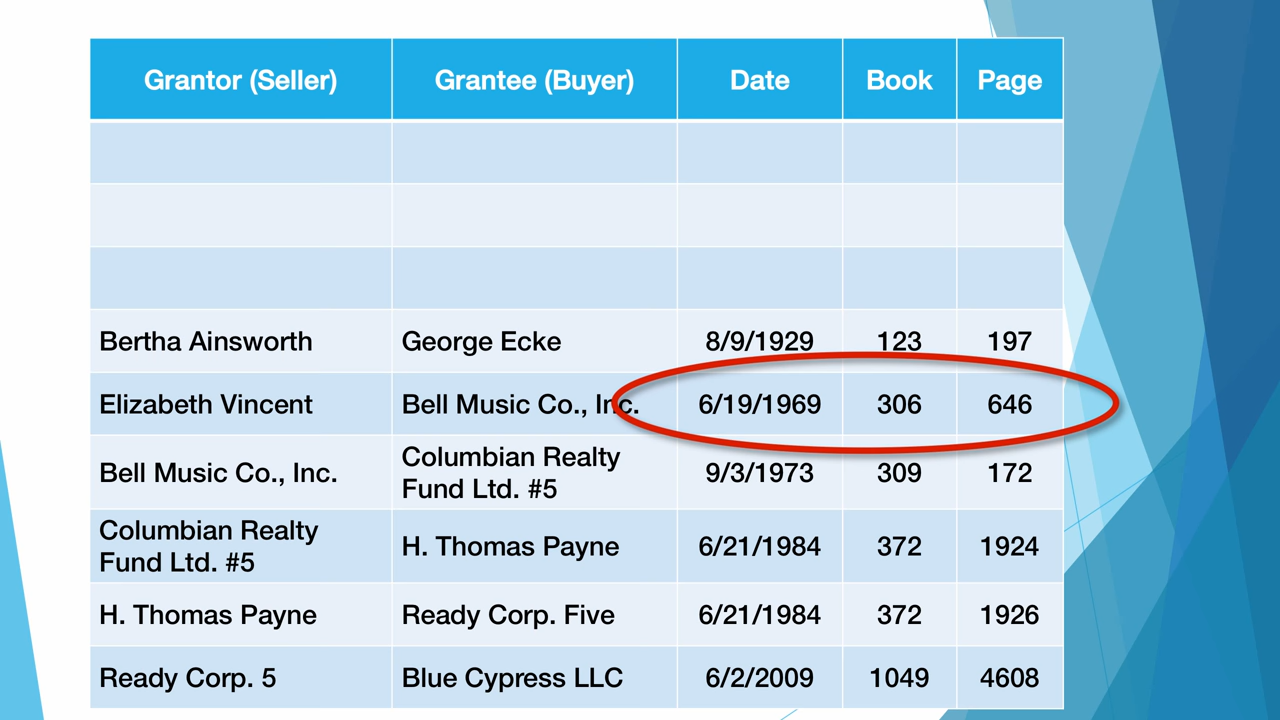 Grantor (Seller) Grantee (Buyer) Date Book Page
Bertha Ainsworth George Ecke 8/9/1929 123 197
Elizabeth Vincent Bell Music Co., Inc. 6/19/1969 306 646
Bell Music Co., Inc. Columbian Realty Fund Ltd. #5 9/3/1973 309 172
Columbian Realty Fund Ltd. #5 H. Thomas Payne 6/21/1984 372 1924
H. Thomas Payne Ready Corp. Five 6/21/1984 372 1926
Ready Corp. 5 Blue Cypress LLC 6/2/2009 1049 4608